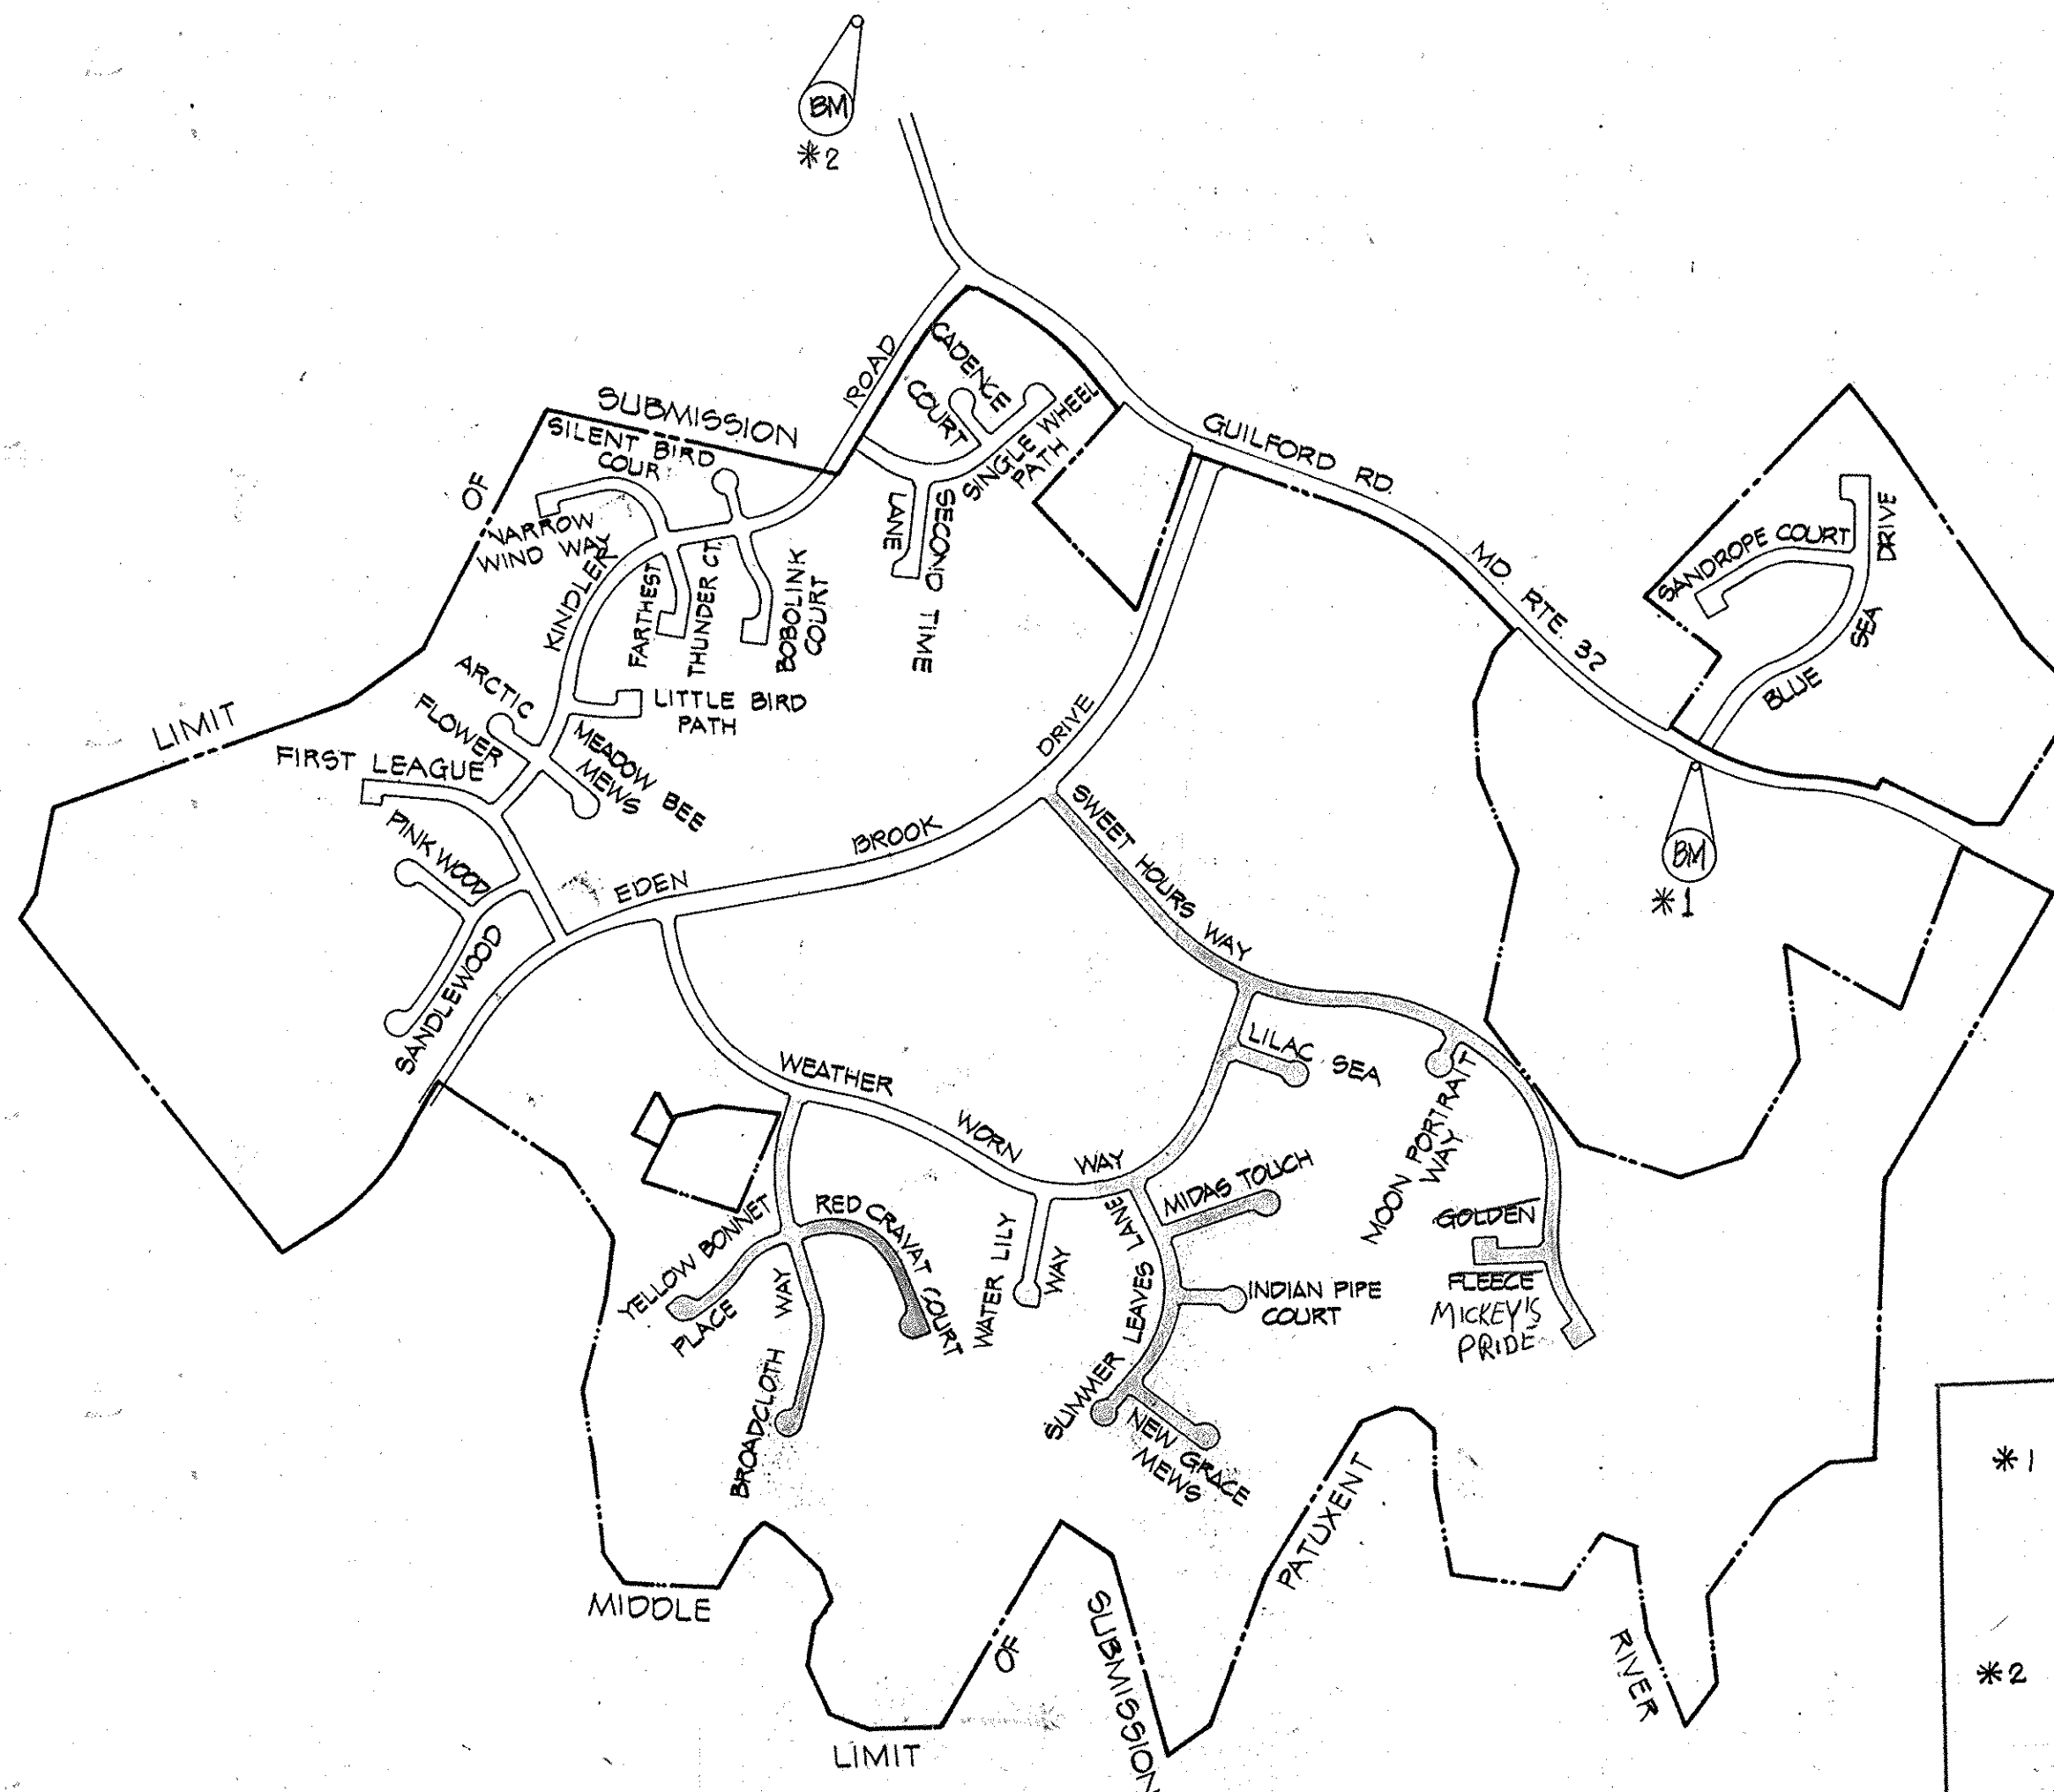 BM
*2
ROAD
CADENCE
COURT
SINGLE WHEEL
PATH
SECOND TIME
LANE
GUILFORD RD.
MD. RTE. 32
LIMIT
OF
SUBMISSION
SILENT BIRD
COUR
NARROW
WIND WAY
KINDLER
FARTHEST
THUNDER CT.
BOBOLINK
COURT
SANDROPE COURT
DRIVE
SEA
BLUE
ARCTIC
FLOWER
LITTLE BIRD
PATH
MEADOW BEE
MEWS
FIRST LEAGUE
PINK WOOD
SANDLEWOOD
EDEN
BROOK
DRIVE
SWEET HOURS WAY
BM
*1
LILAC SEA
MOON PORTRAIT
WAY
WEATHER
WORN
WAY
MIDAS TOUCH
RED CRAVAT COURT
YELLOW BONNET
PLACE
BROADCLOTH WAY
WATER LILY
WAY
SUMMER LEAVES LANE
INDIAN PIPE
COURT
GOLDEN
FLEECE
MICKEY'S
PRIDE
NEW GRACE
MEWS
MIDDLE
PATUXENT
RIVER
LIMIT
OF
SUBMISSION
*1
*2